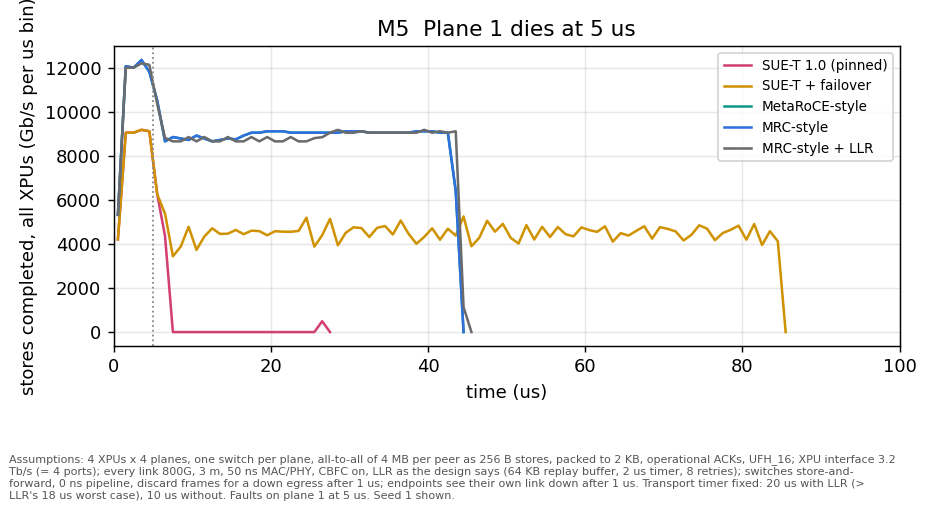 M5  Plane 1 dies at 5 us
stores completed, all XPUs (Gb/s per us bin)
12000
10000
8000
6000
4000
2000
0
SUE-T 1.0 (pinned)
SUE-T + failover
MetaRoCE-style
MRC-style
MRC-style + LLR
0 20 40 60 80 100
time (us)
Assumptions: 4 XPUs x 4 planes, one switch per plane, all-to-all of 4 MB per peer as 256 B stores, packed to 2 KB, operational ACKs, UFH_16; XPU interface 3.2
Tb/s (= 4 ports); every link 800G, 3 m, 50 ns MAC/PHY, CBFC on, LLR as the design says (64 KB replay buffer, 2 us timer, 8 retries); switches store-and-
forward, 0 ns pipeline, discard frames for a down egress after 1 us; endpoints see their own link down after 1 us. Transport timer fixed: 20 us with LLR (>
LLR's 18 us worst case), 10 us without. Faults on plane 1 at 5 us. Seed 1 shown.